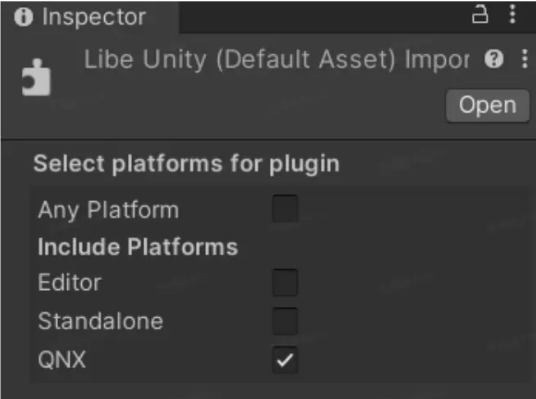 Inspector
Libe Unity (Default Asset) Impor
Open
Select platforms for plugin
Any Platform
Include Platforms
Editor
Standalone
QNX